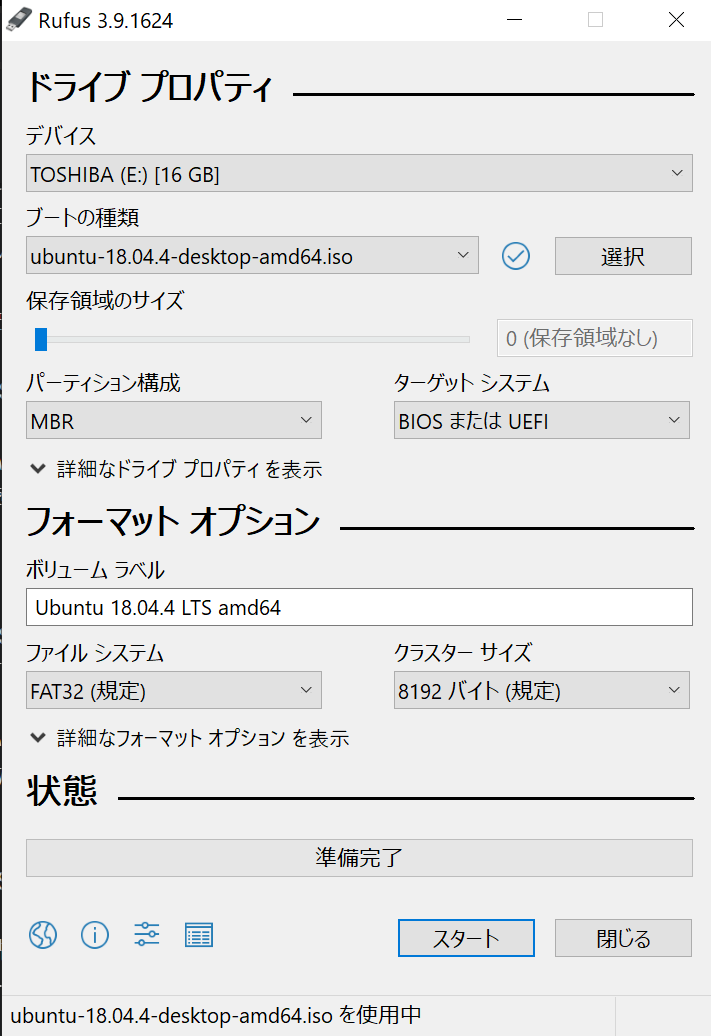 Rufus 3.9.1624
ドライブ プロパティ
デバイス
TOSHIBA (E:) [16 GB]
ブートの種類
ubuntu-18.04.4-desktop-amd64.iso
選択
保存領域のサイズ
0 (保存領域なし)
パーティション構成
ターゲット システム
MBR
BIOS または UEFI
詳細なドライブ プロパティを表示
フォーマット オプション
ボリューム ラベル
Ubuntu 18.04.4 LTS amd64
ファイル システム
クラスター サイズ
FAT32 (規定)
8192 バイト (規定)
詳細なフォーマット オプション を表示
状態
準備完了
スタート
閉じる
ubuntu-18.04.4-desktop-amd64.iso を使用中